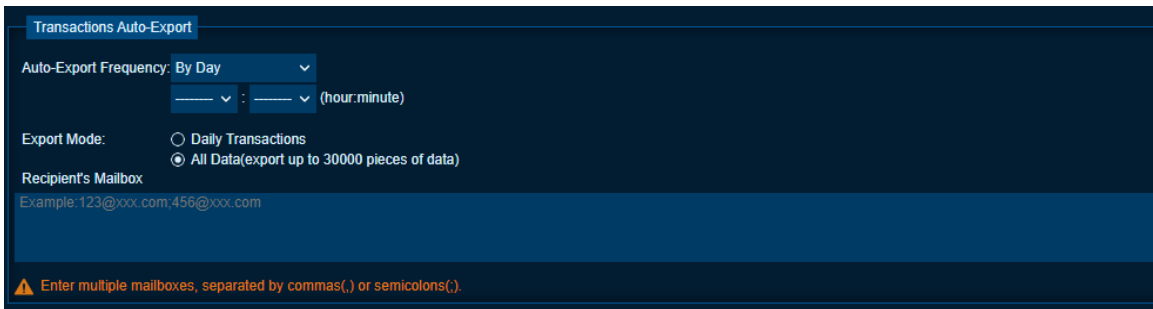 Transactions Auto-Export
Auto-Export Frequency: By Day
-------- : -------- (hour:minute)
Export Mode: Daily Transactions
All Data(export up to 30000 pieces of data)
Recipient's Mailbox
Example:123@xxx.com;456@xxx.com
Enter multiple mailboxes, separated by commas(,) or semicolons(;).